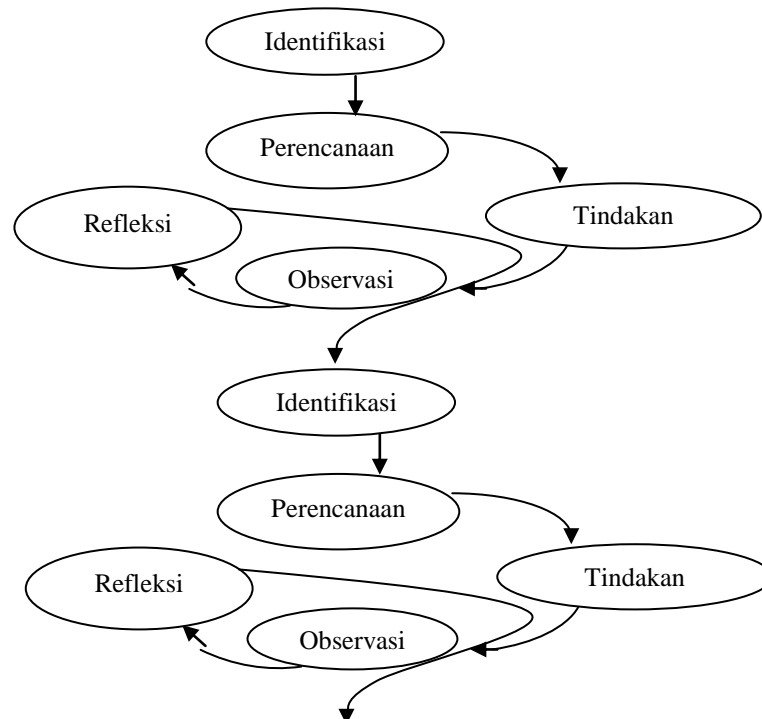 Identifikasi
Perencanaan
Tindakan
Refleksi
Observasi
Identifikasi
Perencanaan
Tindakan
Refleksi
Observasi